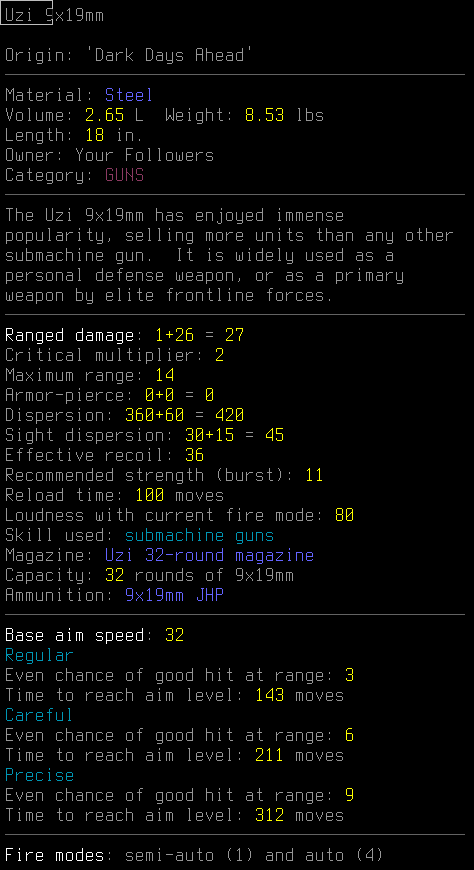 Uzi 9x19mm
Origin: 'Dark Days Ahead'
Material: Steel
Volume: 2.65 L  Weight: 8.53 lbs
Length: 18 in.
Owner: Your Followers
Category: GUNS
The Uzi 9x19mm has enjoyed immense
popularity, selling more units than any other
submachine gun.  It is widely used as a
personal defense weapon, or as a primary
weapon by elite frontline forces.
Ranged damage: 1+26 = 27
Critical multiplier: 2
Maximum range: 14
Armor-pierce: 0+0 = 0
Dispersion: 360+60 = 420
Sight dispersion: 30+15 = 45
Effective recoil: 36
Recommended strength (burst): 11
Reload time: 100 moves
Loudness with current fire mode: 80
Skill used: submachine guns
Magazine: Uzi 32-round magazine
Capacity: 32 rounds of 9x19mm
Ammunition: 9x19mm JHP
Base aim speed: 32
Regular
Even chance of good hit at range: 3
Time to reach aim level: 143 moves
Careful
Even chance of good hit at range: 6
Time to reach aim level: 211 moves
Precise
Even chance of good hit at range: 9
Time to reach aim level: 312 moves
Fire modes: semi-auto (1) and auto (4)